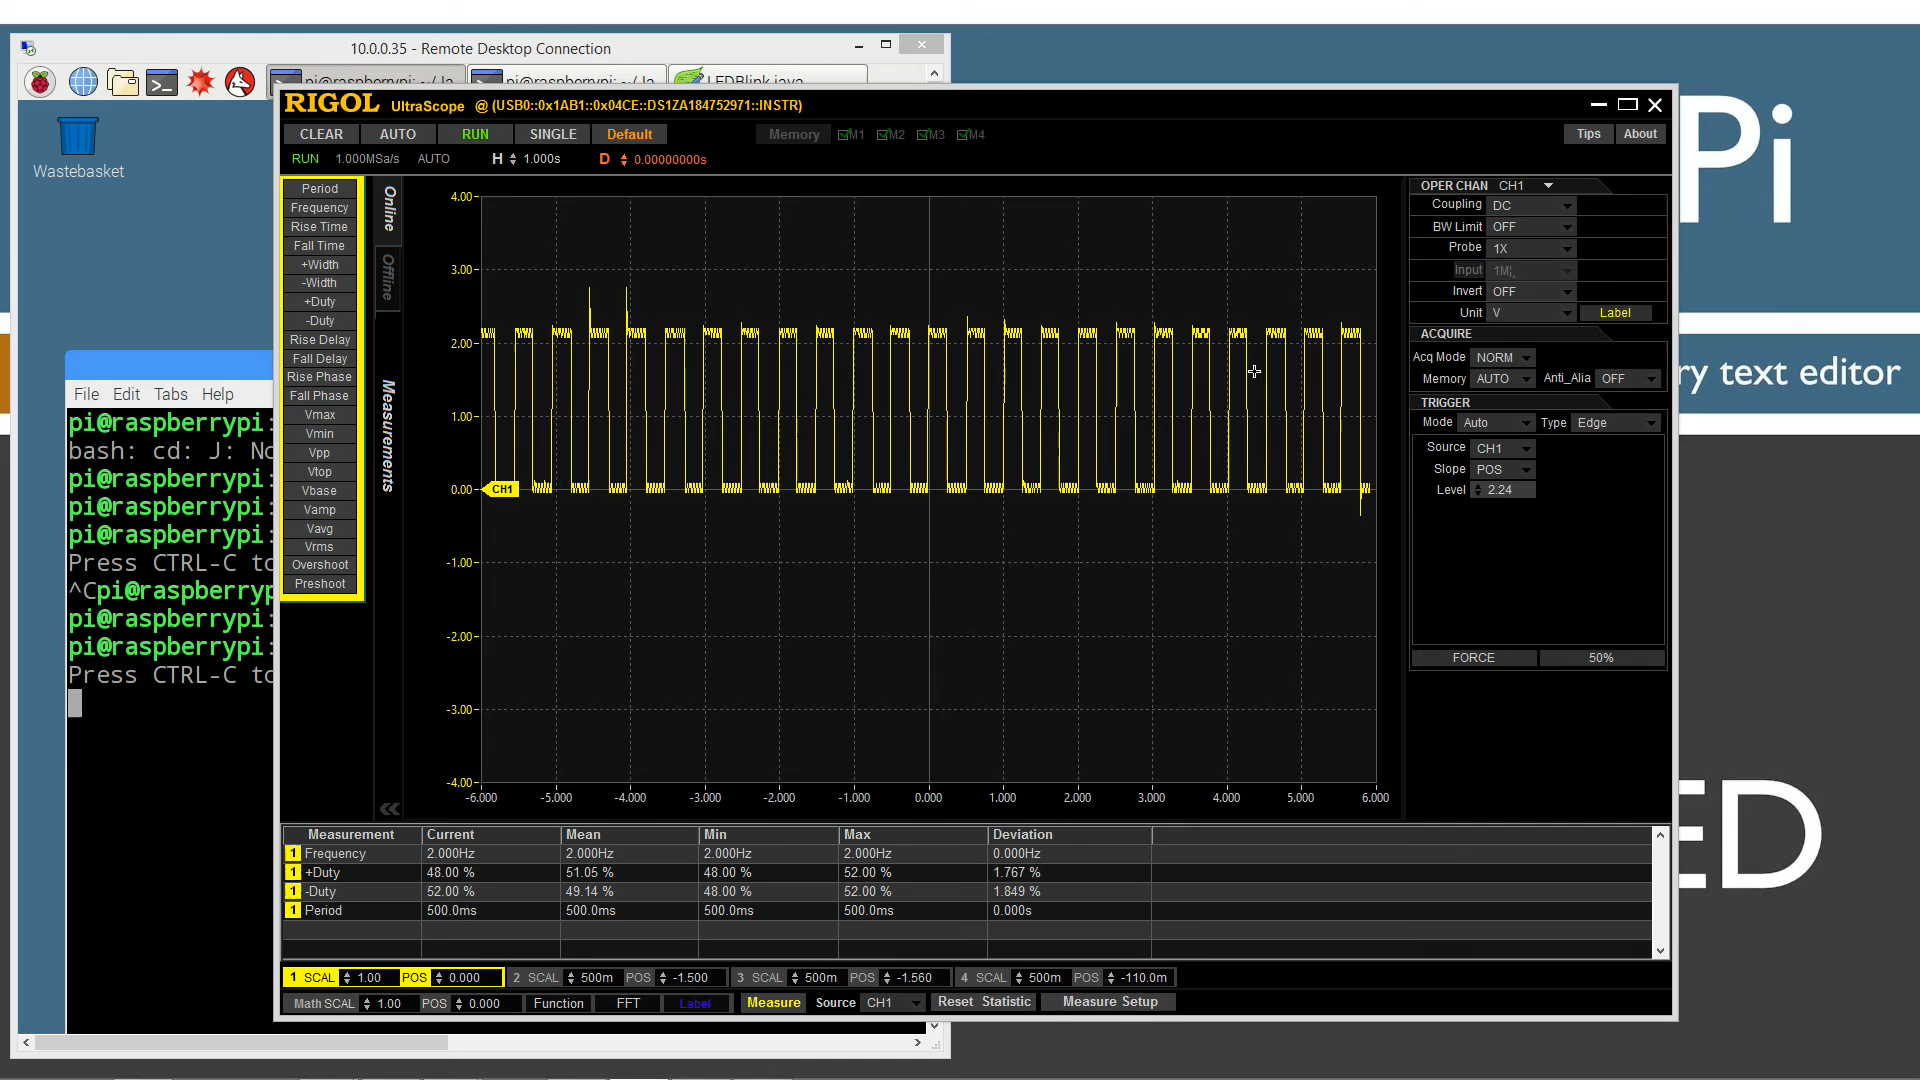 10.0.0.35 - Remote Desktop Connection
pi@raspberrypi: ~/Ja
pi@raspberrypi: ~/Ja
LEDBlink.java
Wastebasket
RIGOL UltraScope @ (USB0::0x1AB1::0x04CE::DS1ZA184752971::INSTR)
CLEAR AUTO RUN SINGLE Default Memory M1 M2 M3 M4 Tips About
RUN 1.000MSa/s AUTO H 1.000s D 0.00000000s
Period
Frequency
Rise Time
Fall Time
+Width
-Width
+Duty
-Duty
Rise Delay
Fall Delay
Rise Phase
Fall Phase
Vmax
Vmin
Vpp
Vtop
Vbase
Vamp
Vavg
Vrms
Overshoot
Preshoot
Online
Offline
Measurements
4.00
3.00
2.00
1.00
0.00
CH1
-1.00
-2.00
-3.00
-4.00
-6.000 -5.000 -4.000 -3.000 -2.000 -1.000 0.000 1.000 2.000 3.000 4.000 5.000 6.000
OPER CHAN CH1
Coupling DC
BW Limit OFF
Probe 1X
Input
Invert OFF
Unit V Label
ACQUIRE
Acq Mode NORM
Memory AUTO Anti_Alia OFF
TRIGGER
Mode Auto Type Edge
Source CH1
Slope POS
Level 2.24
FORCE 50%
Measurement Current Mean Min Max Deviation
1 Frequency 2.000Hz 2.000Hz 2.000Hz 2.000Hz 0.000Hz
1 +Duty 48.00 % 51.05 % 48.00 % 52.00 % 1.767 %
1 -Duty 52.00 % 49.14 % 48.00 % 52.00 % 1.849 %
1 Period 500.0ms 500.0ms 500.0ms 500.0ms 0.000s
1 SCAL 1.00 POS 0.000 2 SCAL 500m POS -1.500 3 SCAL 500m POS -1.560 4 SCAL 500m POS -110.0m
Math SCAL 1.00 POS 0.000 Function FFT Label Measure Source CH1 Reset Statistic Measure Setup
File Edit Tabs Help
pi@raspberrypi:
bash: cd: J: No
pi@raspberrypi:
pi@raspberrypi:
pi@raspberrypi:
Press CTRL-C to
^Cpi@raspberryp
pi@raspberrypi:
pi@raspberrypi:
Press CTRL-C to
Pi
ry text editor
ED